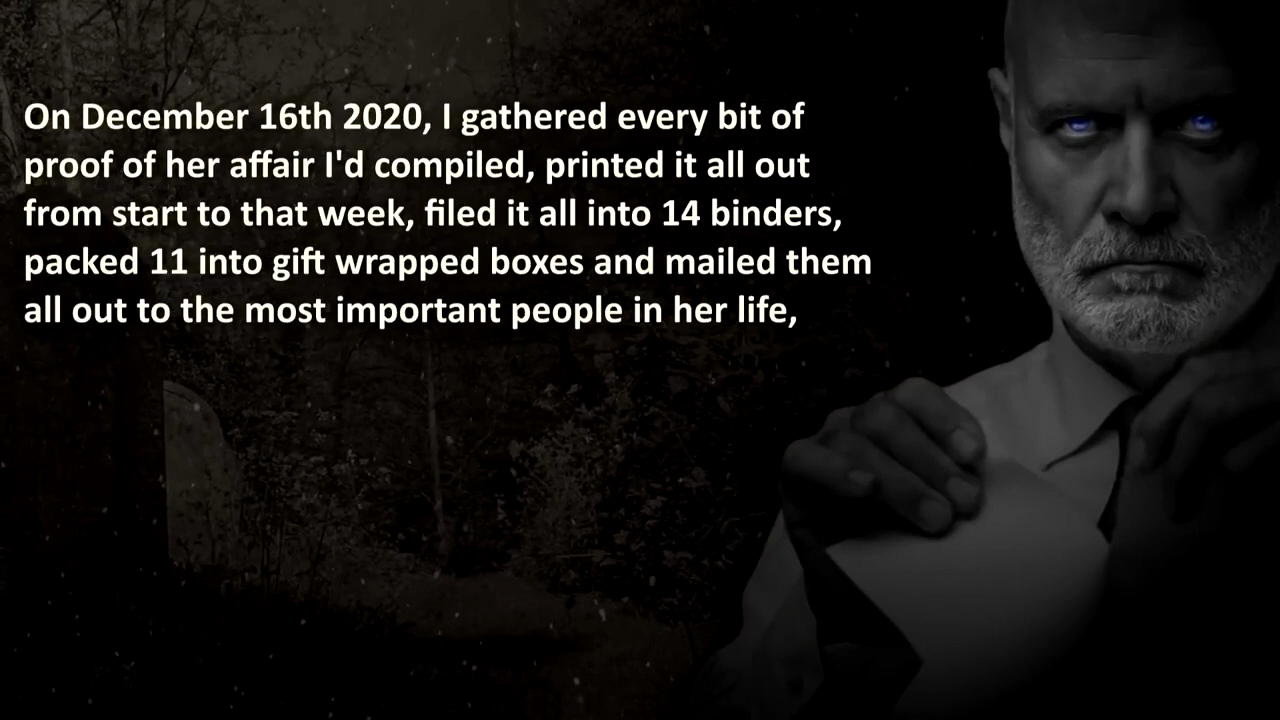 On December 16th 2020, I gathered every bit of
proof of her affair I'd compiled, printed it all out
from start to that week, filed it all into 14 binders,
packed 11 into gift wrapped boxes and mailed them
all out to the most important people in her life,